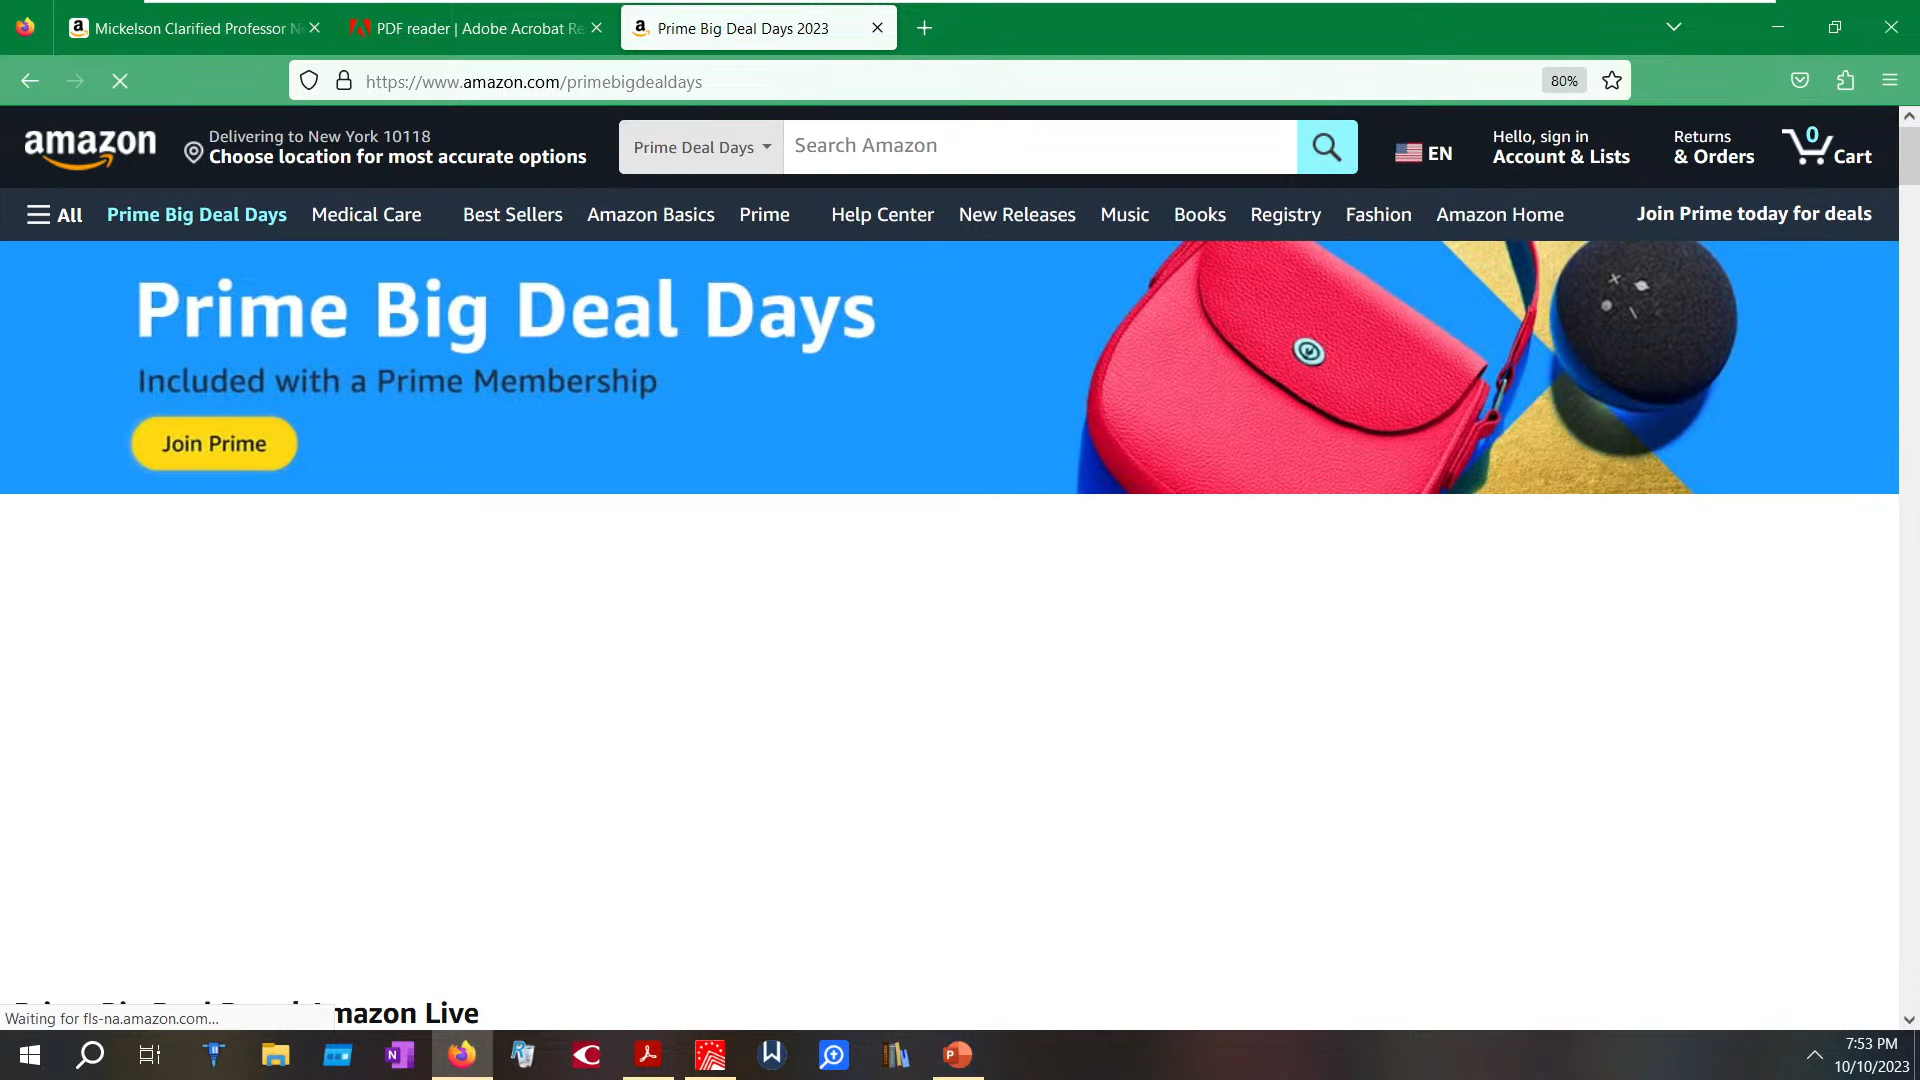 Mickelson Clarified Professor N
PDF reader | Adobe Acrobat Re
Prime Big Deal Days 2023
https://www.amazon.com/primebigdealdays
80%
amazon
Delivering to New York 10118
Choose location for most accurate options
Prime Deal Days
Search Amazon
EN
Hello, sign in
Account & Lists
Returns
& Orders
0
Cart
All
Prime Big Deal Days
Medical Care
Best Sellers
Amazon Basics
Prime
Help Center
New Releases
Music
Books
Registry
Fashion
Amazon Home
Join Prime today for deals
Prime Big Deal Days
Included with a Prime Membership
Join Prime
mazon Live
Waiting for fls-na.amazon.com...
7:53 PM
10/10/2023